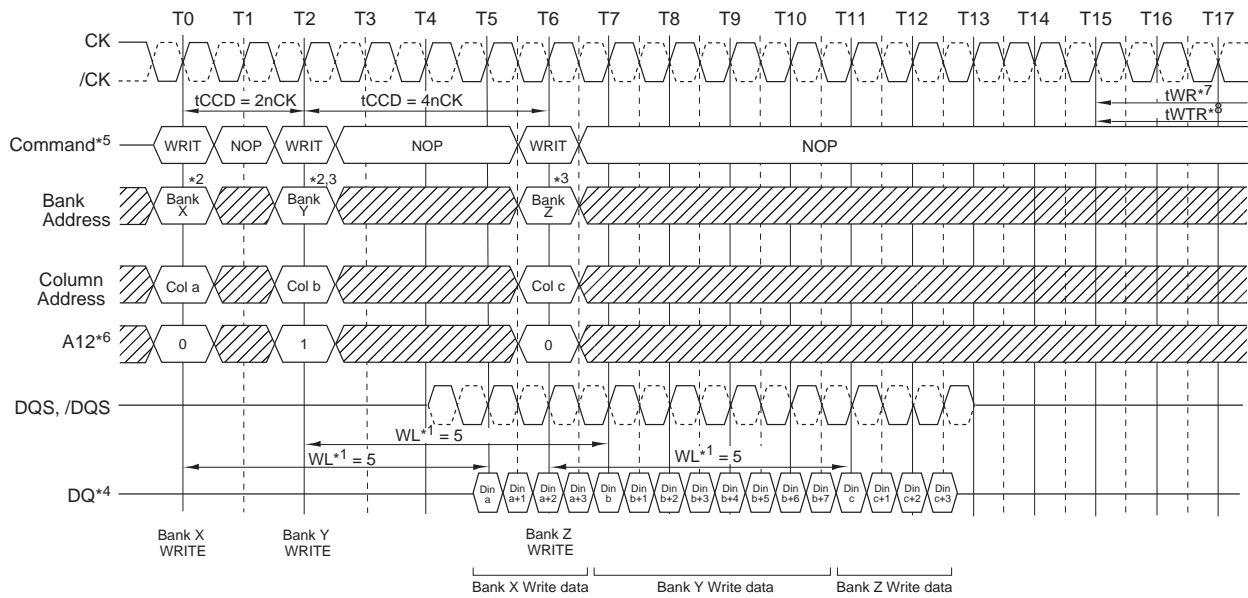 T0 T1 T2 T3 T4 T5 T6 T7 T8 T9 T10 T11 T12 T13 T14 T15 T16 T17
CK
/CK
tCCD = 2nCK tCCD = 4nCK tWR*7
tWTR*8
Command*5 WRIT NOP WRIT NOP WRIT NOP
*2 *2,3 *3
Bank Address Bank X Bank Y Bank Z
Column Address Col a Col b Col c
A12*6 0 1 0
DQS, /DQS
WL*1 = 5
WL*1 = 5 WL*1 = 5
DQ*4 Din a Din a+1 Din a+2 Din a+3 Din b Din b+1 Din b+2 Din b+3 Din b+4 Din b+5 Din b+6 Din b+7 Din c Din c+1 Din c+2 Din c+3
Bank X WRITE Bank Y WRITE Bank Z WRITE
Bank X Write data Bank Y Write data Bank Z Write data